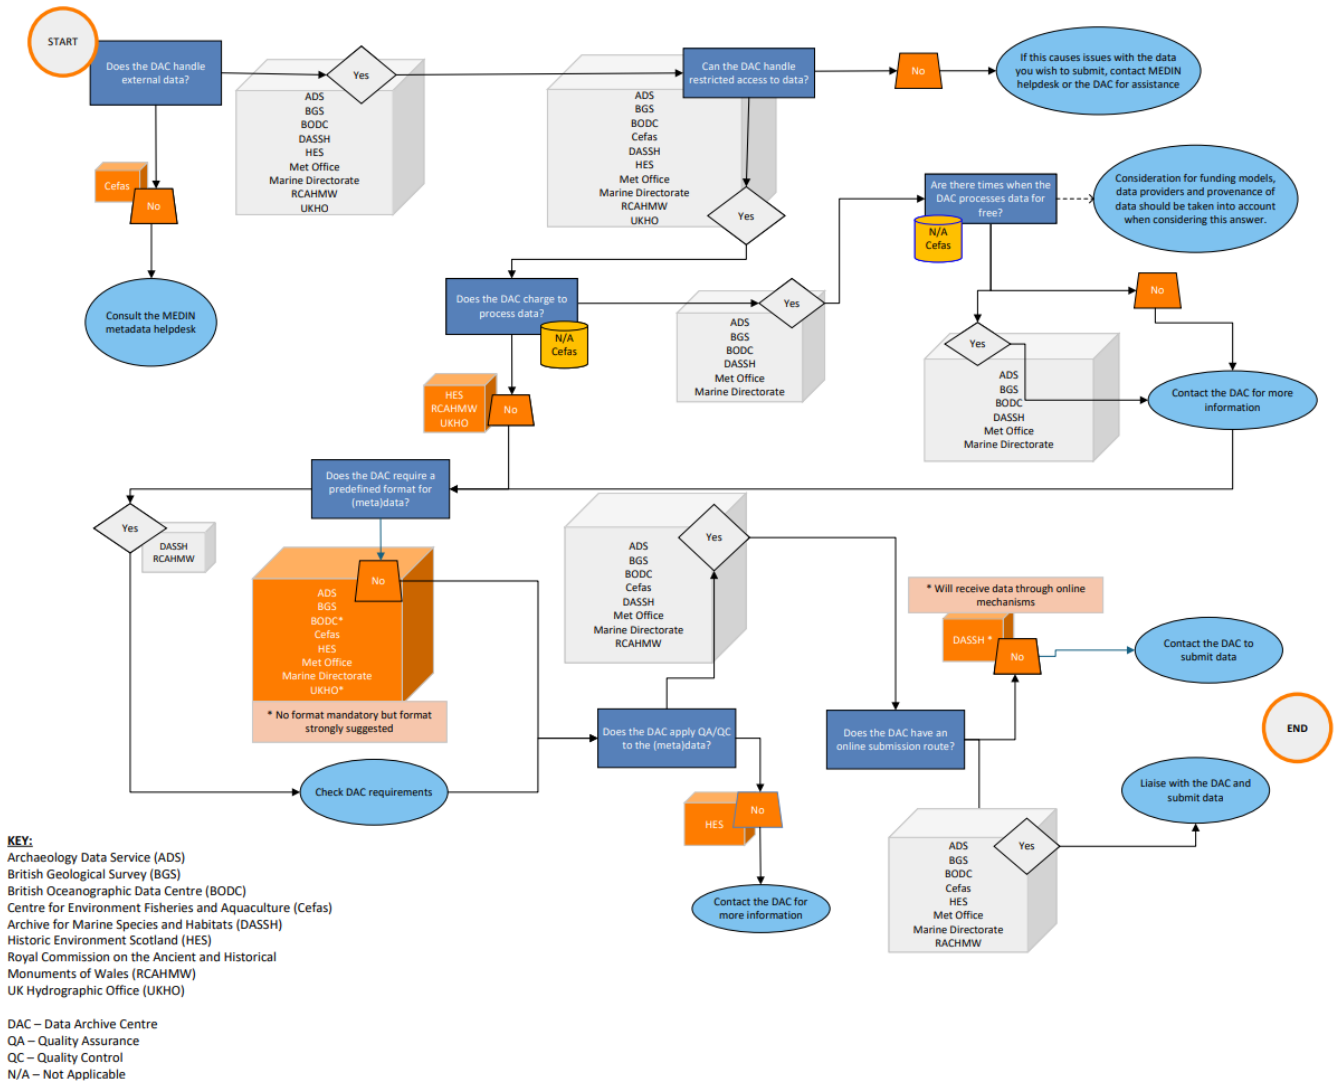 START
Does the DAC handle
external data?
Yes
ADS
BGS
BODC
DASSH
HES
Met Office
Marine Directorate
RCAHMW
UKHO
Can the DAC handle
restricted access to data?
ADS
BGS
BODC
Cefas
DASSH
HES
Met Office
Marine Directorate
RCAHMW
UKHO
Yes
No
If this causes issues with the data
you wish to submit, contact MEDIN
helpdesk or the DAC for assistance
Cefas
No
Consult the MEDIN
metadata helpdesk
Are there times when the
DAC processes data for
free?
N/A
Cefas
Consideration for funding models,
data providers and provenance of
data should be taken into account
when considering this answer.
Does the DAC charge to
process data?
N/A
Cefas
Yes
ADS
BGS
BODC
DASSH
Met Office
Marine Directorate
No
Yes
ADS
BGS
BODC
DASSH
Met Office
Marine Directorate
Contact the DAC for more
information
HES
RCAHMW
UKHO
No
Does the DAC require a
predefined format for
(meta)data?
Yes
DASSH
RCAHMW
No
ADS
BGS
BODC*
Cefas
HES
Met Office
Marine Directorate
UKHO*
* No format mandatory but format
strongly suggested
Check DAC requirements
Yes
ADS
BGS
BODC
Cefas
DASSH
Met Office
Marine Directorate
RCAHMW
Does the DAC apply QA/QC
to the (meta)data?
HES
No
Contact the DAC for
more information
* Will receive data through online
mechanisms
DASSH *
No
Contact the DAC to
submit data
Does the DAC have an
online submission route?
END
Liaise with the DAC and
submit data
Yes
ADS
BGS
BODC
Cefas
HES
Met Office
Marine Directorate
RACHMW
KEY:
Archaeology Data Service (ADS)
British Geological Survey (BGS)
British Oceanographic Data Centre (BODC)
Centre for Environment Fisheries and Aquaculture (Cefas)
Archive for Marine Species and Habitats (DASSH)
Historic Environment Scotland (HES)
Royal Commission on the Ancient and Historical
Monuments of Wales (RCAHMW)
UK Hydrographic Office (UKHO)
DAC – Data Archive Centre
QA – Quality Assurance
QC – Quality Control
N/A – Not Applicable